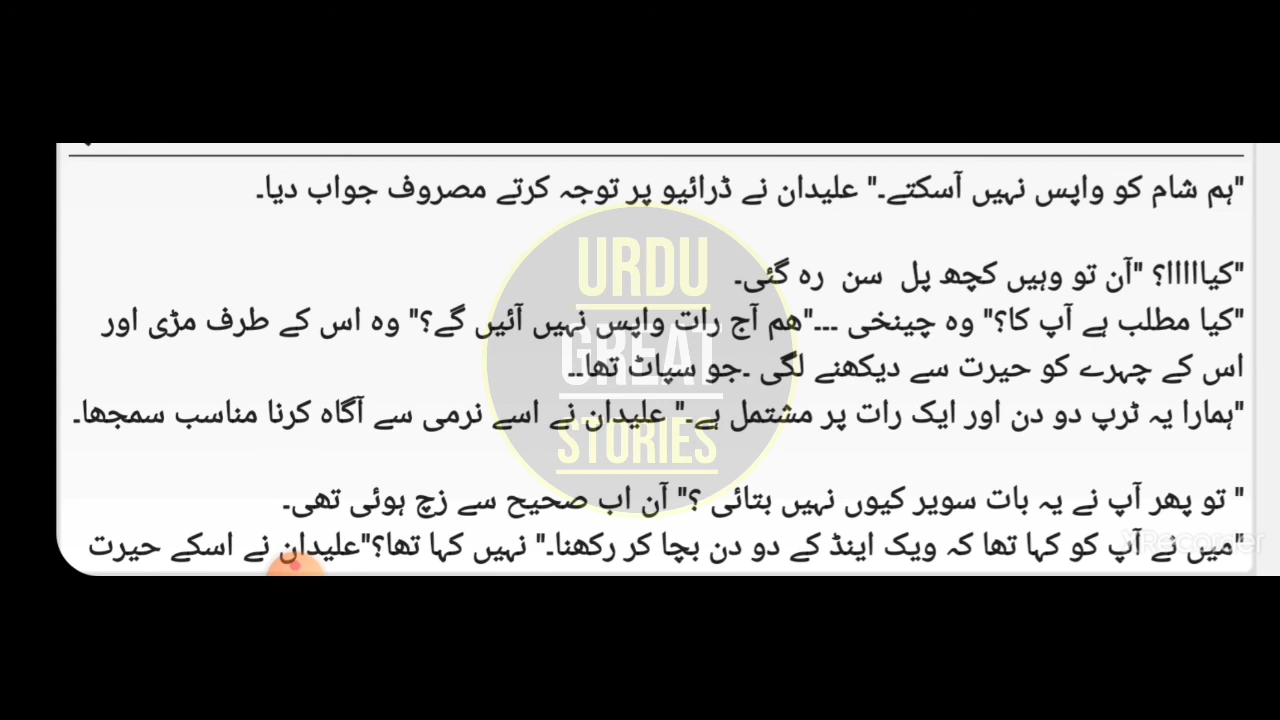 "ہم شام کو واپس نہیں آسکتے۔" علیدان نے ڈرائیو پر توجہ کرتے مصروف جواب دیا۔
"کیااااا؟ "آن تو وہیں کچھ پل سن رہ گئی۔
"کیا مطلب ہے آپ کا؟" وہ چینخی ۔۔۔"ھم آج رات واپس نہیں آئیں گے؟" وہ اس کے طرف مڑی اور
اس کے چہرے کو حیرت سے دیکھنے لگی ۔جو سپاٹ تھا۔۔
"ہمارا یہ ٹرپ دو دن اور ایک رات پر مشتمل ہے۔" علیدان نے اسے نرمی سے آگاہ کرنا مناسب سمجھا۔
" تو پھر آپ نے یہ بات سویر کیوں نہیں بتائی ؟" آن اب صحیح سے زچ ہوئی تھی۔
"میں نے آپ کو کہا تھا کہ ویک اینڈ کے دو دن بچا کر رکھنا۔" نہیں کہا تھا؟"علیدان نے اسکے حیرت
URDU
GREAT
STORIES
XRecorder